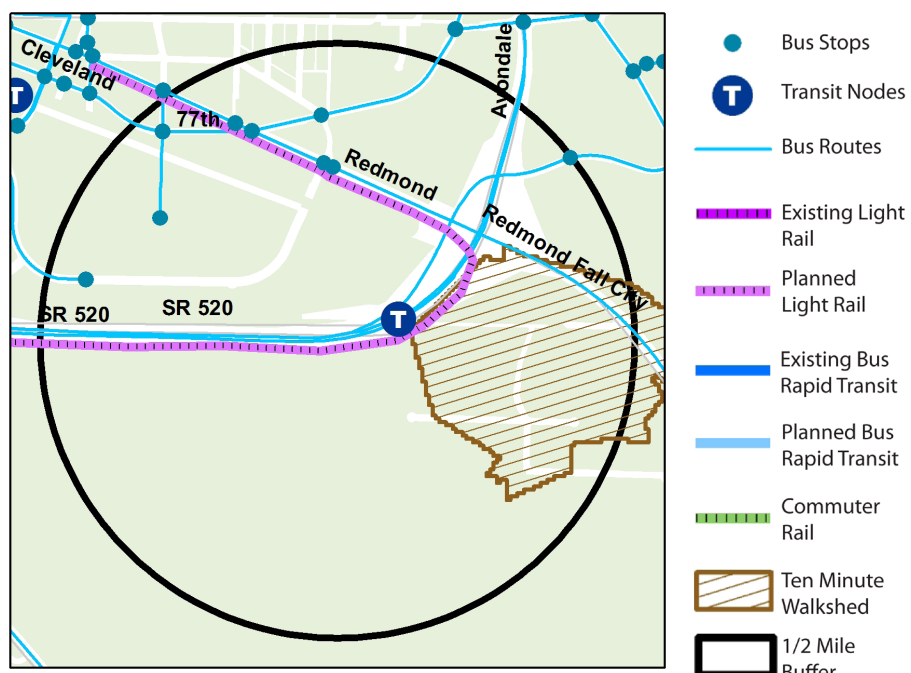 Cleveland
Avondale
77th
Redmond
Redmond Fall City
SR 520
SR 520
T
T
Bus Stops
T
Transit Nodes
Bus Routes
Existing Light
Rail
Planned
Light Rail
Existing Bus
Rapid Transit
Planned Bus
Rapid Transit
Commuter
Rail
Ten Minute
Walkshed
1/2 Mile
Buffer